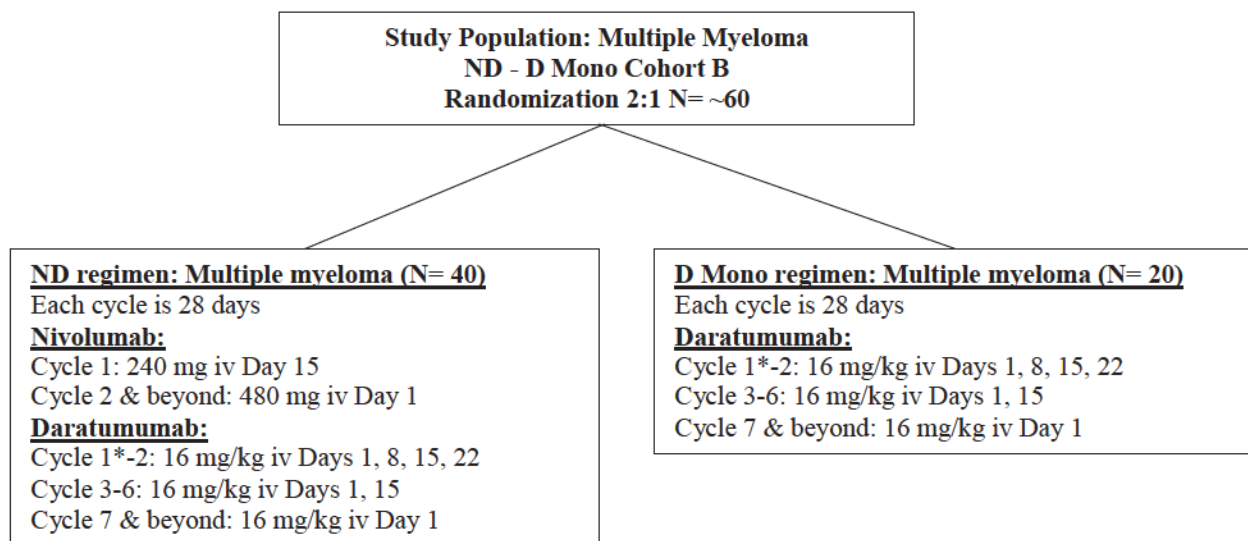 Study Population: Multiple Myeloma
ND - D Mono Cohort B
Randomization 2:1 N= ~60
ND regimen: Multiple myeloma (N= 40)
Each cycle is 28 days
Nivolumab:
Cycle 1: 240 mg iv Day 15
Cycle 2 & beyond: 480 mg iv Day 1
Daratumumab:
Cycle 1*-2: 16 mg/kg iv Days 1, 8, 15, 22
Cycle 3-6: 16 mg/kg iv Days 1, 15
Cycle 7 & beyond: 16 mg/kg iv Day 1
D Mono regimen: Multiple myeloma (N= 20)
Each cycle is 28 days
Daratumumab:
Cycle 1*-2: 16 mg/kg iv Days 1, 8, 15, 22
Cycle 3-6: 16 mg/kg iv Days 1, 15
Cycle 7 & beyond: 16 mg/kg iv Day 1